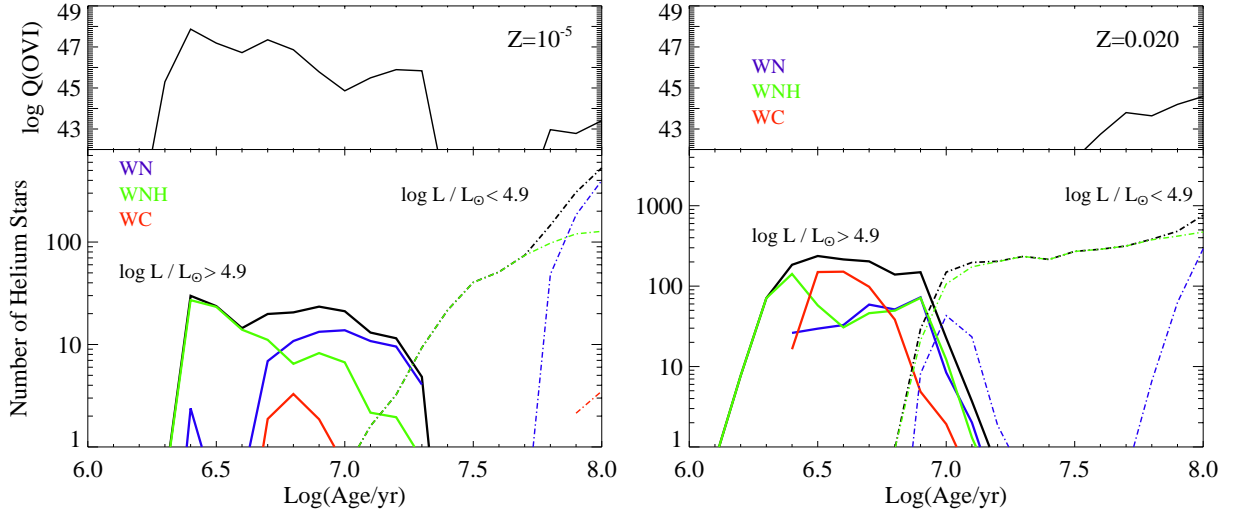 log Q(OVI)
49
47
45
43
Z=10-5
Number of Helium Stars
100
10
1
WN
WNH
WC
log L / L☉ < 4.9
log L / L☉ > 4.9
6.0 6.5 7.0 7.5 8.0
Log(Age/yr)
49
47
45
43
Z=0.020
WN
WNH
WC
1000
100
10
1
log L / L☉ < 4.9
log L / L☉ > 4.9
6.0 6.5 7.0 7.5 8.0
Log(Age/yr)